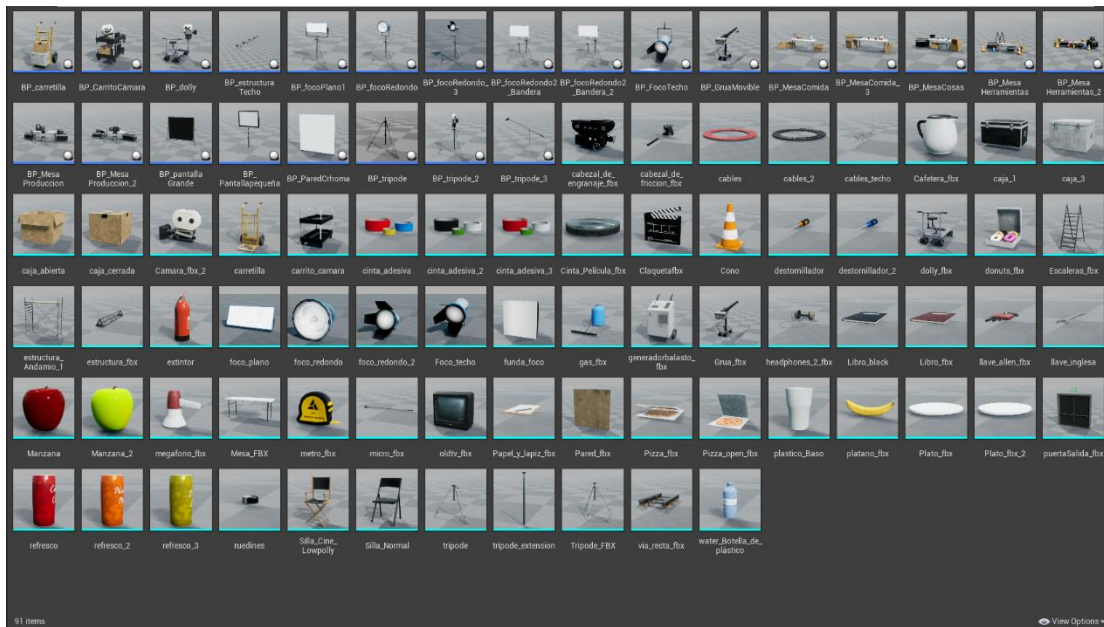 BP_carretilla
BP_CarritoCámara
BP_dolly
BP_estructura
Techo
BP_focoPlano1
BP_focoRedondo
BP_focoRedondo_
3
BP_focoRedondo2
_Bandera
BP_focoRedondo2
_Bandera_2
BP_FocoTecho
BP_GruaMovible
BP_MesaComida
BP_MesaComida_
3
BP_MesaCosas
BP_Mesa
Herramientas
BP_Mesa
Herramientas_2
BP_Mesa
Produccion
BP_Mesa
Produccion_2
BP_pantalla
Grande
BP_
Pantallapequeña
BP_ParedCrhoma
BP_tripode
BP_tripode_2
BP_tripode_3
cabezal_de_
engranaje_fbx
cabezal_de
friccion_fbx
cables
cables_2
cables_techo
Cafetera_fbx
caja_1
caja_3
caja_abierta
caja_cerrada
Camara_fbx_2
carretilla
carrito_camara
cinta_adesiva
cinta_adesiva_2
cinta_adesiva_3
Cinta_Película_fbx
Claquetafbx
Cono
destornillador
destornillador_2
dolly_fbx
donuts_fbx
Escaleras_fbx
estructura_
Andamio_1
estructura_fbx
extintor
foco_plano
foco_redondo
foco_redondo_2
Foco_techo
funda_foco
gas_fbx
generadorbalasto_
fbx
Grua_fbx
headphones_2_fbx
Libro_black
Libro_fbx
llave_allen_fbx
llave_inglesa
Manzana
Manzana_2
megafono_fbx
Mesa_FBX
metro_fbx
micro_fbx
oldtv_fbx
Papel_y_lapiz_fbx
Pared_fbx
Pizza_fbx
Pizza_open_fbx
plastico_Baso
platano_fbx
Plato_fbx
Plato_fbx_2
puertaSalida_fbx
refresco
refresco_2
refresco_3
ruedines
Silla_Cine_
Lowpolly
Silla_Normal
tripode
tripode_extension
Tripode_FBX
via_recta_fbx
water_Botella_de_
plástico
91 items
View Options